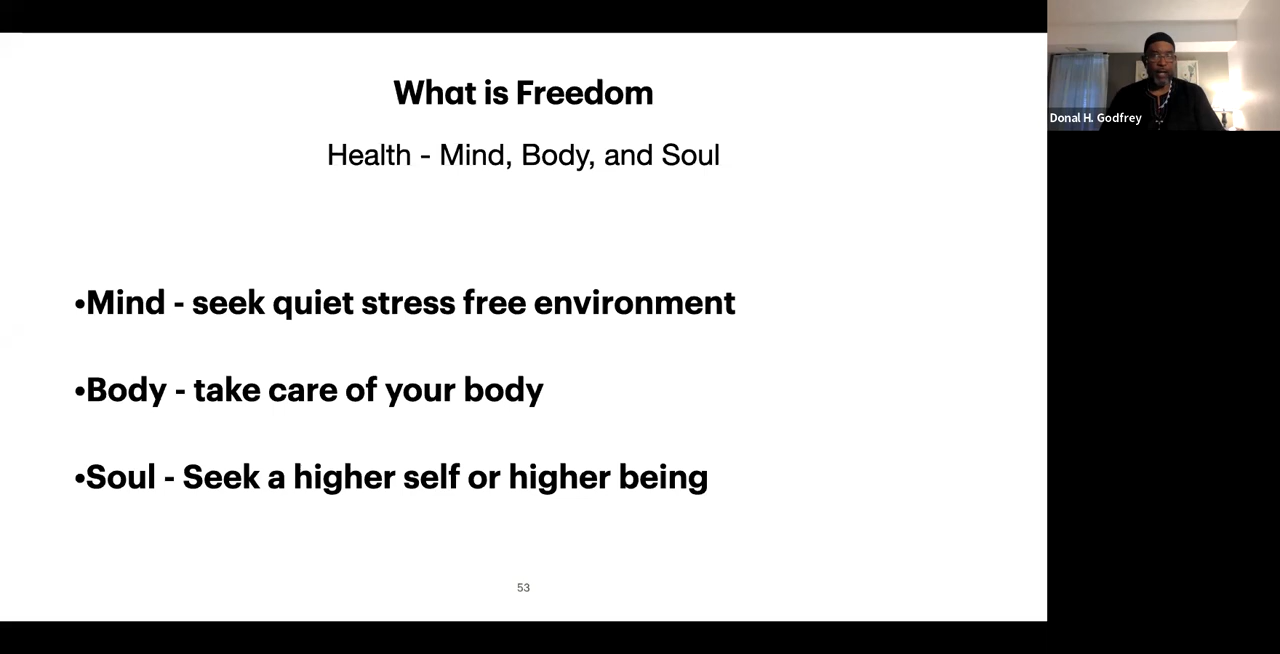 What is Freedom
Health - Mind, Body, and Soul
•Mind - seek quiet stress free environment
•Body - take care of your body
•Soul - Seek a higher self or higher being
53
Donal H. Godfrey